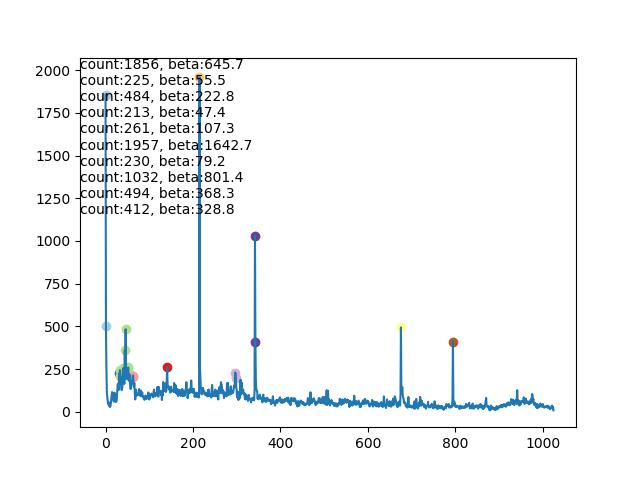 count:1856, beta:645.7
count:225, beta:55.5
count:484, beta:222.8
count:213, beta:47.4
count:261, beta:107.3
count:1957, beta:1642.7
count:230, beta:79.2
count:1032, beta:801.4
count:494, beta:368.3
count:412, beta:328.8
2000
1750
1500
1250
1000
750
500
250
0
0 200 400 600 800 1000